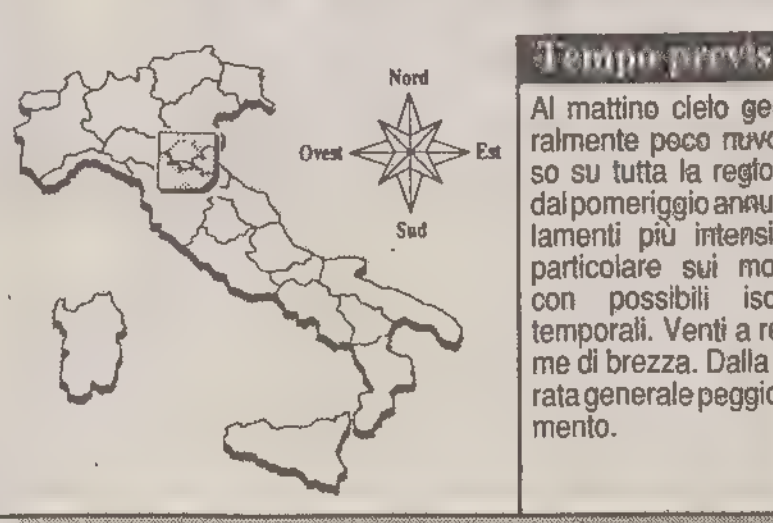 Nord
Ovest
Est
Sud
Tempo previs
Al mattino cielo ge
ralmente poco nuvo
so su tutta la regio
dal pomeriggio annu
lamenti più intensi
particolare sui mo
con possibili iso
temporali. Venti a re
me di brezza. Dalla
rata generale peggio
mento.